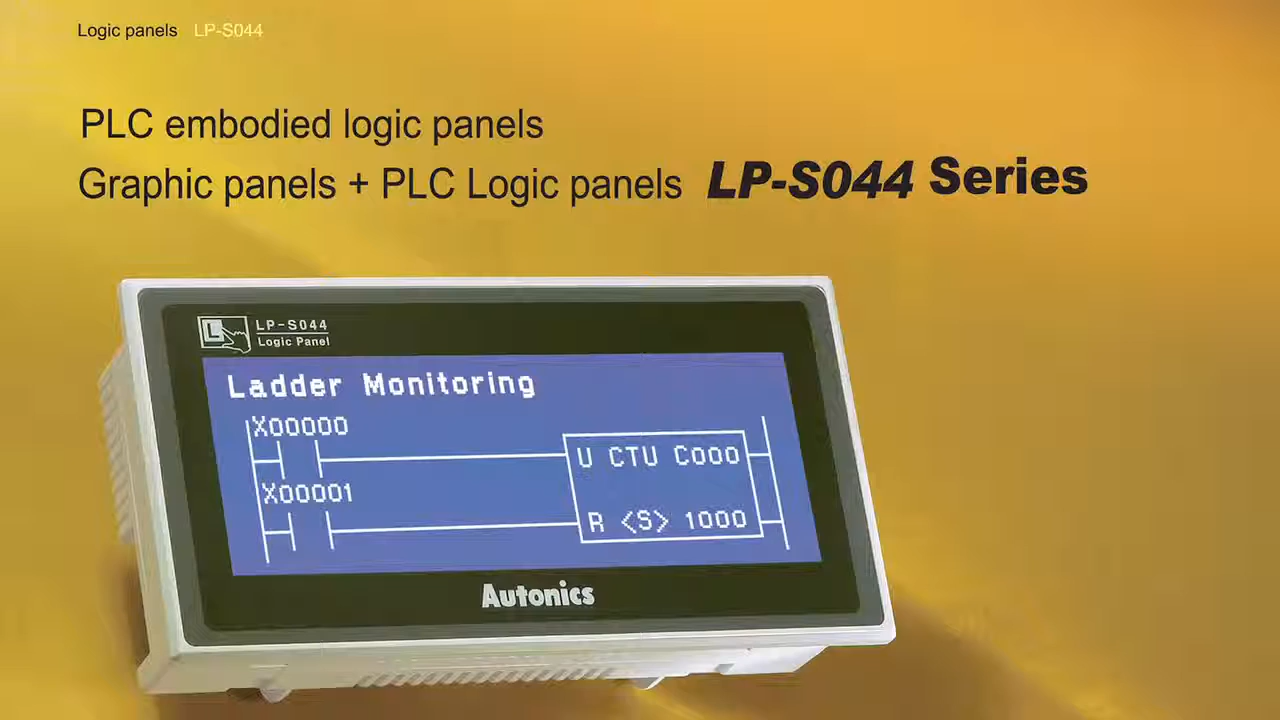 Logic panels LP-S044
PLC embodied logic panels
Graphic panels + PLC Logic panels LP-S044 Series
LP-S044
Logic Panel
Ladder Monitoring
X00000
U CTU C000
X00001
R <S> 1000
Autonics